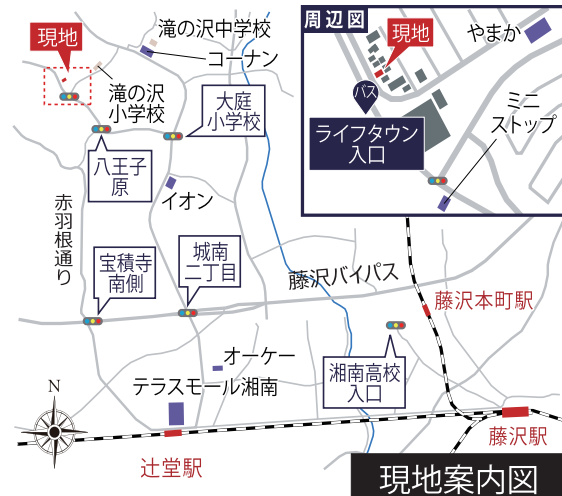 滝の沢中学校
コーナン
現地
滝の沢
小学校
大庭
小学校
八王子
原
イオン
赤羽根通り
宝積寺
南側
城南
二丁目
藤沢バイパス
藤沢本町駅
湘南高校
入口
オーケー
テラスモール湘南
N
辻堂駅
藤沢駅
現地案内図
周辺図
現地
やまか
バス
ライフタウン
入口
ミニ
ストップ